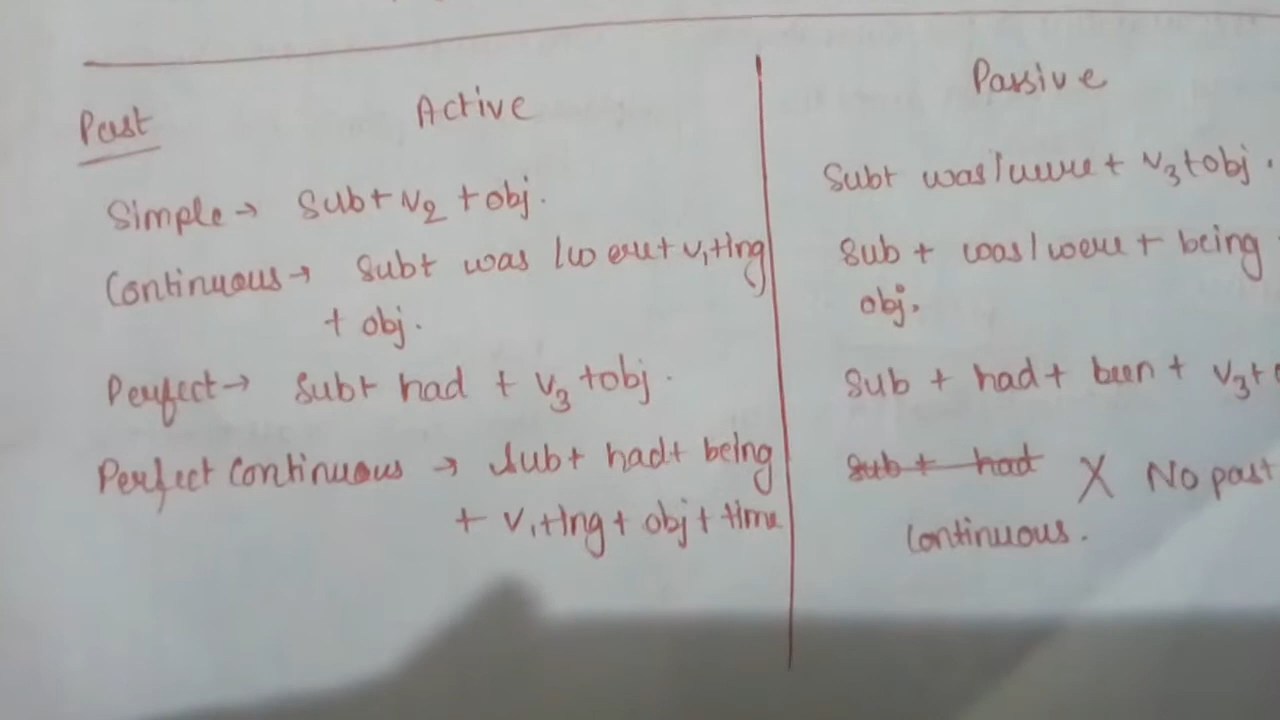 Past Active
Simple → Sub + V2 + obj.
Continuous → Sub + was / were + V1 + ing
+ obj.
Perfect → Sub + had + V3 + obj.
Perfect Continuous → Sub + had + being
+ V1 + ing + obj + time
Passive
Sub + was / were + V3 + obj.
Sub + was / were + being
obj.
Sub + had + been + V3 +
Sub + had X No past
Continuous.